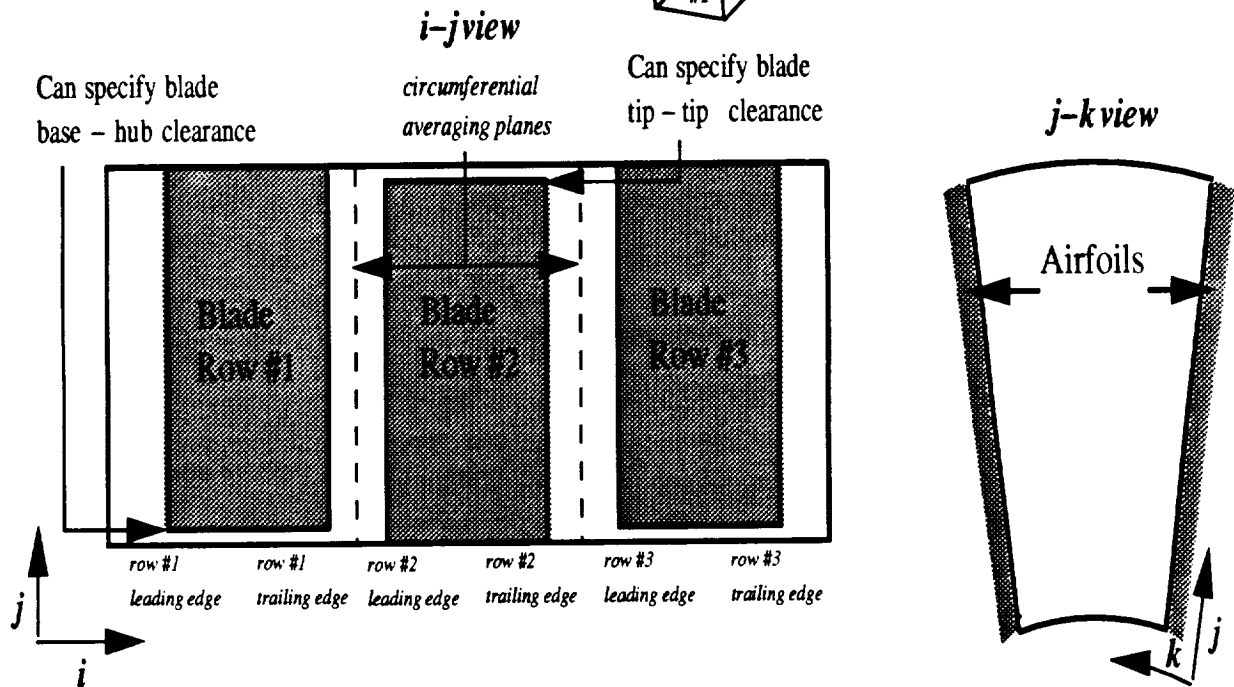 i–j view
Can specify blade
base – hub clearance
circumferential
averaging planes
Can specify blade
tip – tip clearance
j–k view
Airfoils
Blade
Row #1
Blade
Row #2
Blade
Row #3
row #1
leading edge
row #1
trailing edge
row #2
leading edge
row #2
trailing edge
row #3
leading edge
row #3
trailing edge
j
i
k
j